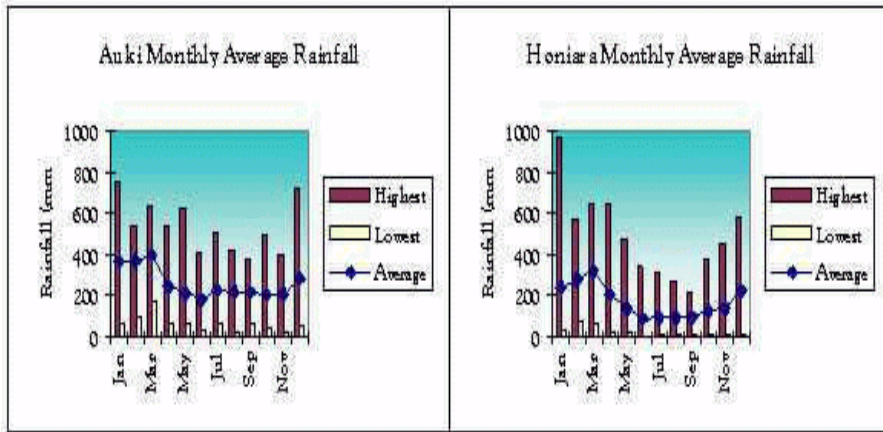 Auki Monthly Average Rainfall
Rainfall (mm
1000
800
600
400
200
0
Jan
Mar
May
Jul
Sep
Nov
Highest
Lowest
Average
Honiara Monthly Average Rainfall
Rainfall (mm
1000
800
600
400
200
0
Jan
Mar
May
Jul
Sep
Nov
Highest
Lowest
Average